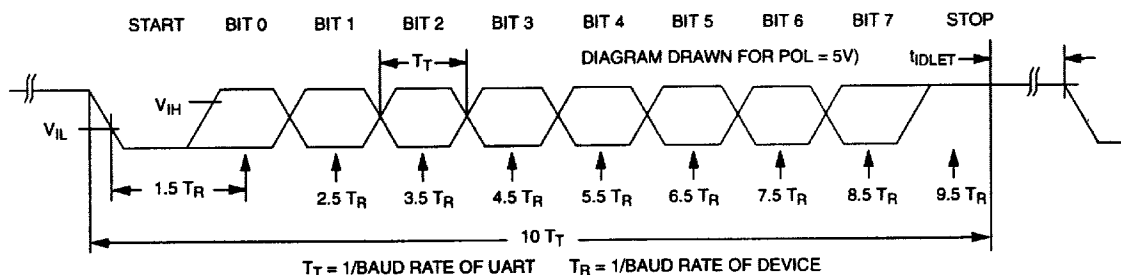 START BIT 0 BIT 1 BIT 2 BIT 3 BIT 4 BIT 5 BIT 6 BIT 7 STOP
T_T DIAGRAM DRAWN FOR POL = 5V) t_IDLET
V_IH
V_IL
1.5 T_R 2.5 T_R 3.5 T_R 4.5 T_R 5.5 T_R 6.5 T_R 7.5 T_R 8.5 T_R 9.5 T_R
10 T_T
T_T = 1/BAUD RATE OF UART T_R = 1/BAUD RATE OF DEVICE